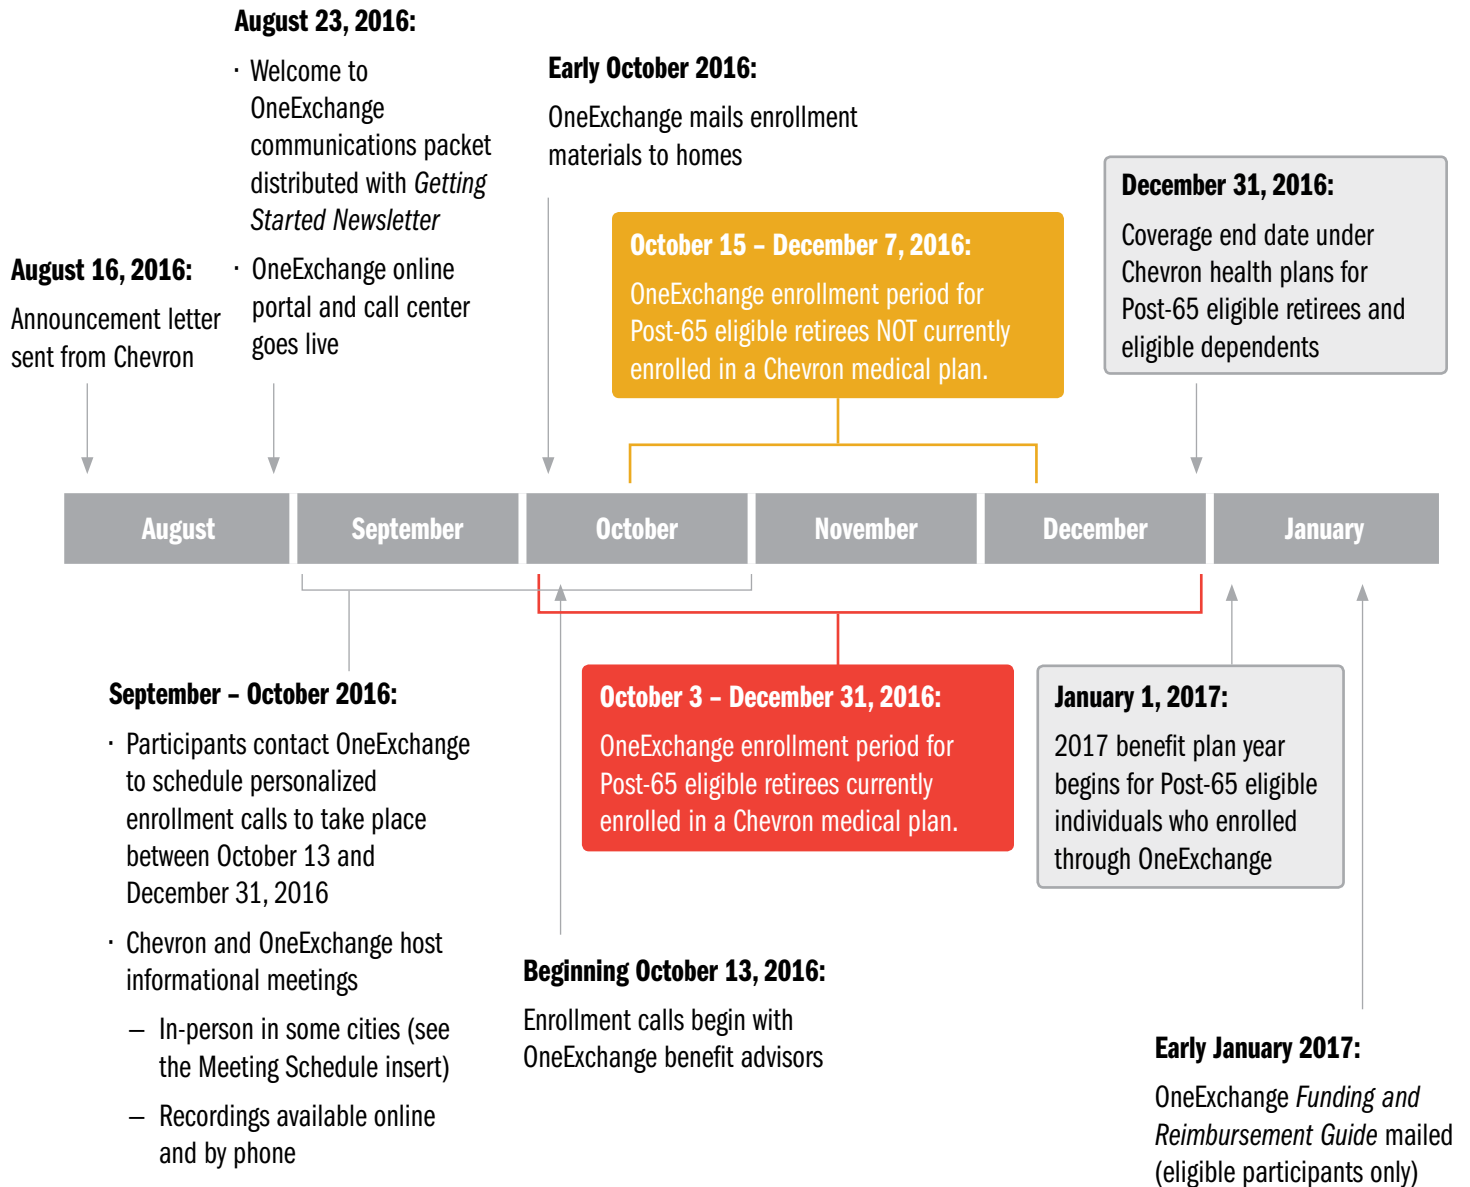 August 23, 2016:
· Welcome to
OneExchange
communications packet
distributed with Getting
Started Newsletter
· OneExchange online
portal and call center
goes live
Early October 2016:
OneExchange mails enrollment
materials to homes
August 16, 2016:
Announcement letter
sent from Chevron
October 15 – December 7, 2016:
OneExchange enrollment period for
Post-65 eligible retirees NOT currently
enrolled in a Chevron medical plan.
December 31, 2016:
Coverage end date under
Chevron health plans for
Post-65 eligible retirees and
eligible dependents
August
September
October
November
December
January
September – October 2016:
· Participants contact OneExchange
to schedule personalized
enrollment calls to take place
between October 13 and
December 31, 2016
· Chevron and OneExchange host
informational meetings
– In-person in some cities (see
the Meeting Schedule insert)
– Recordings available online
and by phone
October 3 – December 31, 2016:
OneExchange enrollment period for
Post-65 eligible retirees currently
enrolled in a Chevron medical plan.
Beginning October 13, 2016:
Enrollment calls begin with
OneExchange benefit advisors
January 1, 2017:
2017 benefit plan year
begins for Post-65 eligible
individuals who enrolled
through OneExchange
Early January 2017:
OneExchange Funding and
Reimbursement Guide mailed
(eligible participants only)